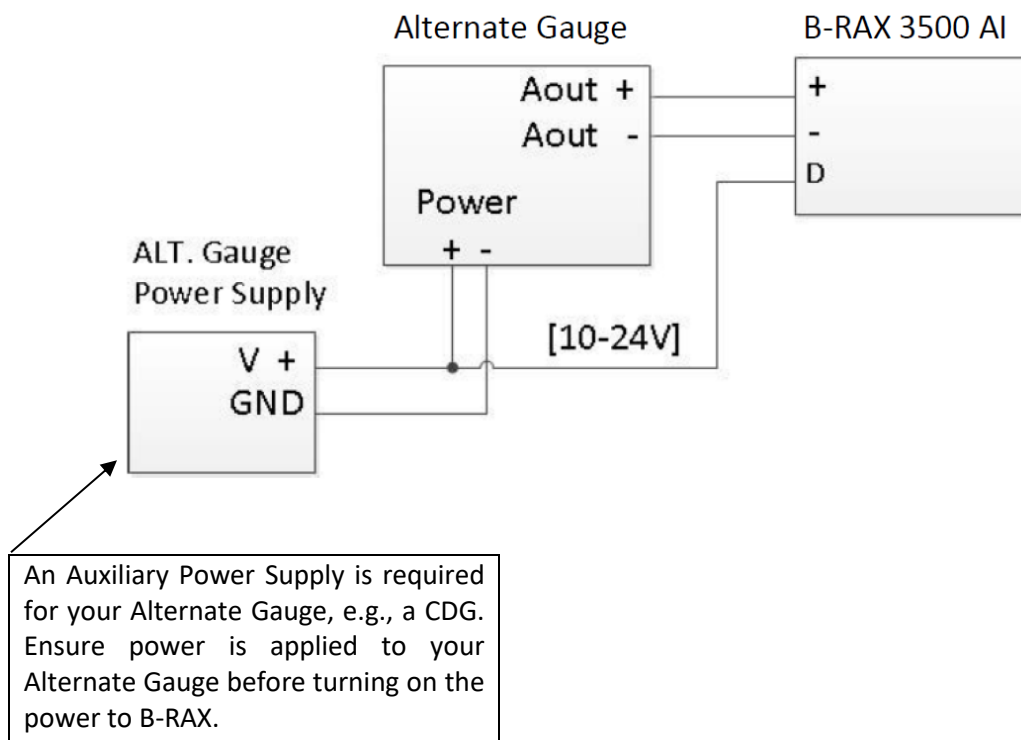 Alternate Gauge
B-RAX 3500 AI
Aout +
Aout -
Power
+ -
+
-
D
ALT. Gauge
Power Supply
V +
GND
[10-24V]
An Auxiliary Power Supply is required
for your Alternate Gauge, e.g., a CDG.
Ensure power is applied to your
Alternate Gauge before turning on the
power to B-RAX.